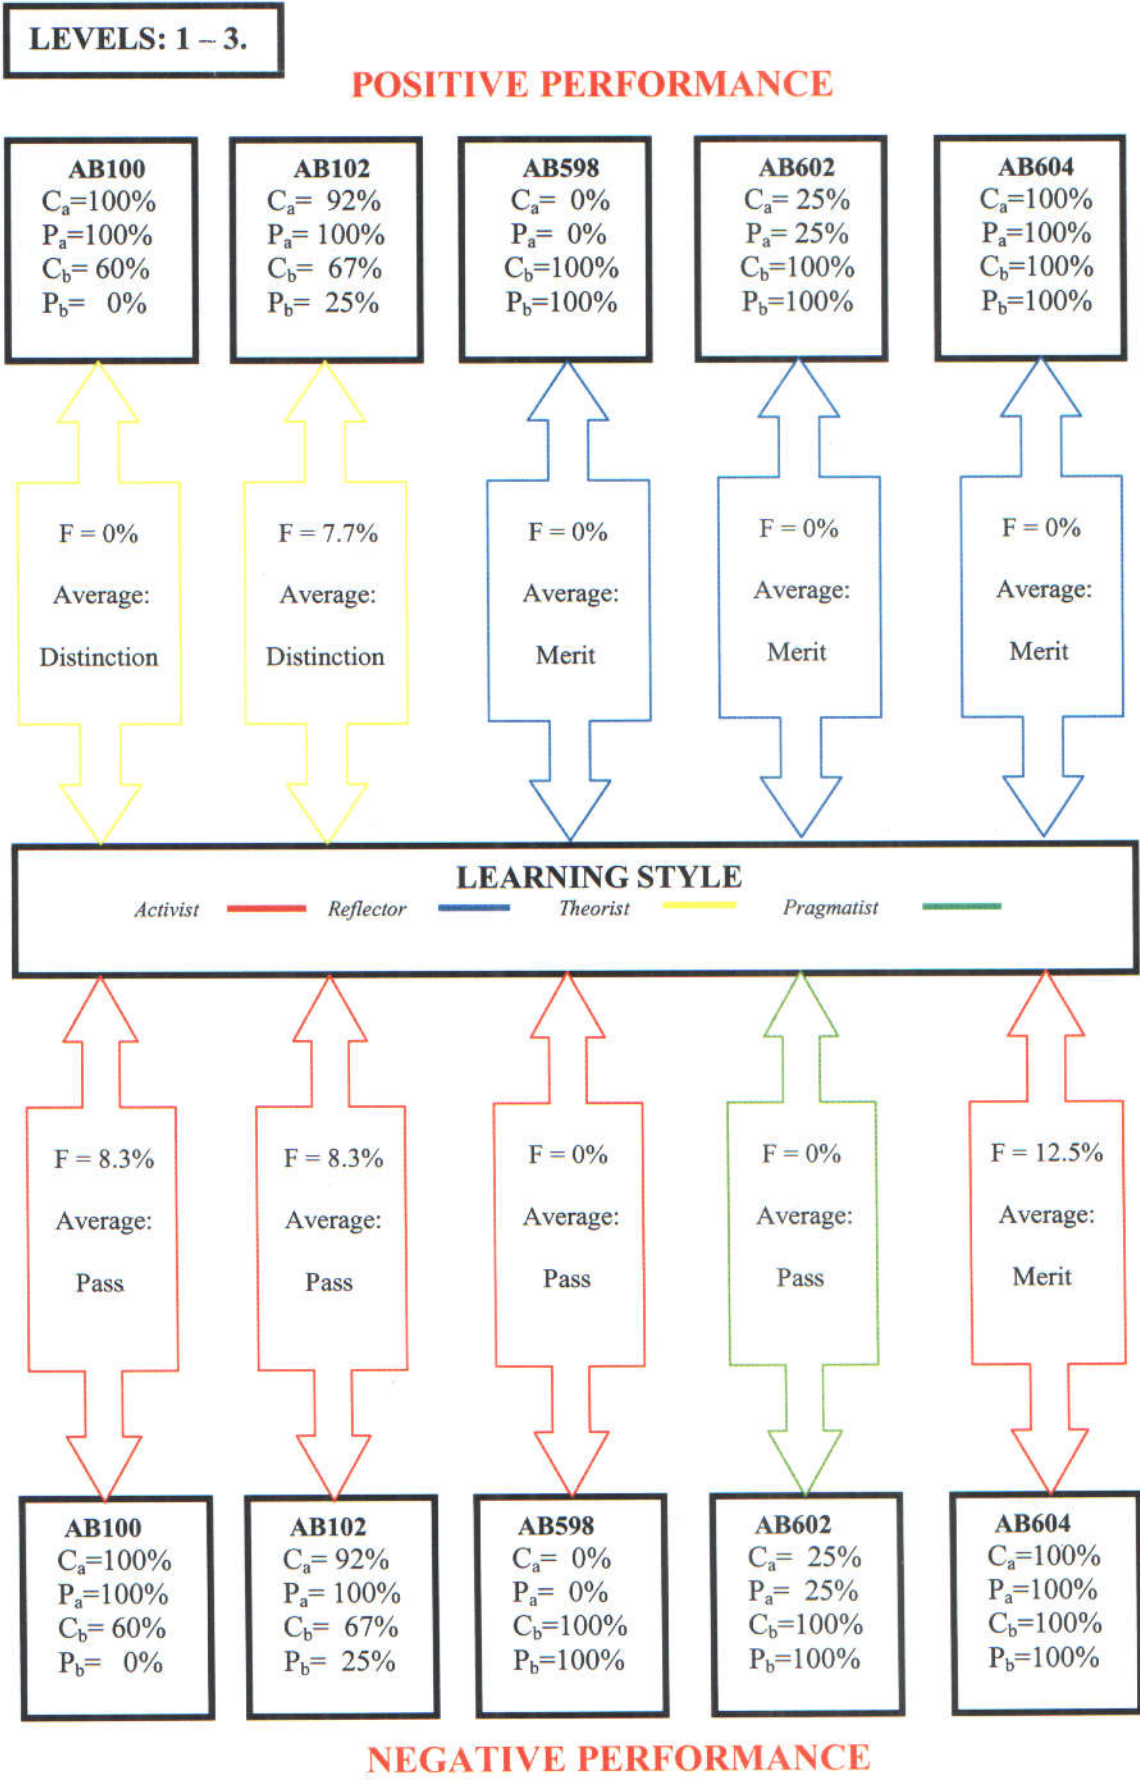 LEVELS: 1 – 3.
POSITIVE PERFORMANCE
AB100
Ca=100%
Pa=100%
Cb= 60%
Pb= 0%
AB102
Ca= 92%
Pa= 100%
Cb= 67%
Pb= 25%
AB598
Ca= 0%
Pa= 0%
Cb=100%
Pb=100%
AB602
Ca= 25%
Pa= 25%
Cb=100%
Pb=100%
AB604
Ca=100%
Pa=100%
Cb=100%
Pb=100%
F = 0%
Average:
Distinction
F = 7.7%
Average:
Distinction
F = 0%
Average:
Merit
F = 0%
Average:
Merit
F = 0%
Average:
Merit
LEARNING STYLE
Activist Reflector Theorist Pragmatist
F = 8.3%
Average:
Pass
F = 8.3%
Average:
Pass
F = 0%
Average:
Pass
F = 0%
Average:
Pass
F = 12.5%
Average:
Merit
AB100
Ca=100%
Pa=100%
Cb= 60%
Pb= 0%
AB102
Ca= 92%
Pa= 100%
Cb= 67%
Pb= 25%
AB598
Ca= 0%
Pa= 0%
Cb=100%
Pb=100%
AB602
Ca= 25%
Pa= 25%
Cb=100%
Pb=100%
AB604
Ca=100%
Pa=100%
Cb=100%
Pb=100%
NEGATIVE PERFORMANCE